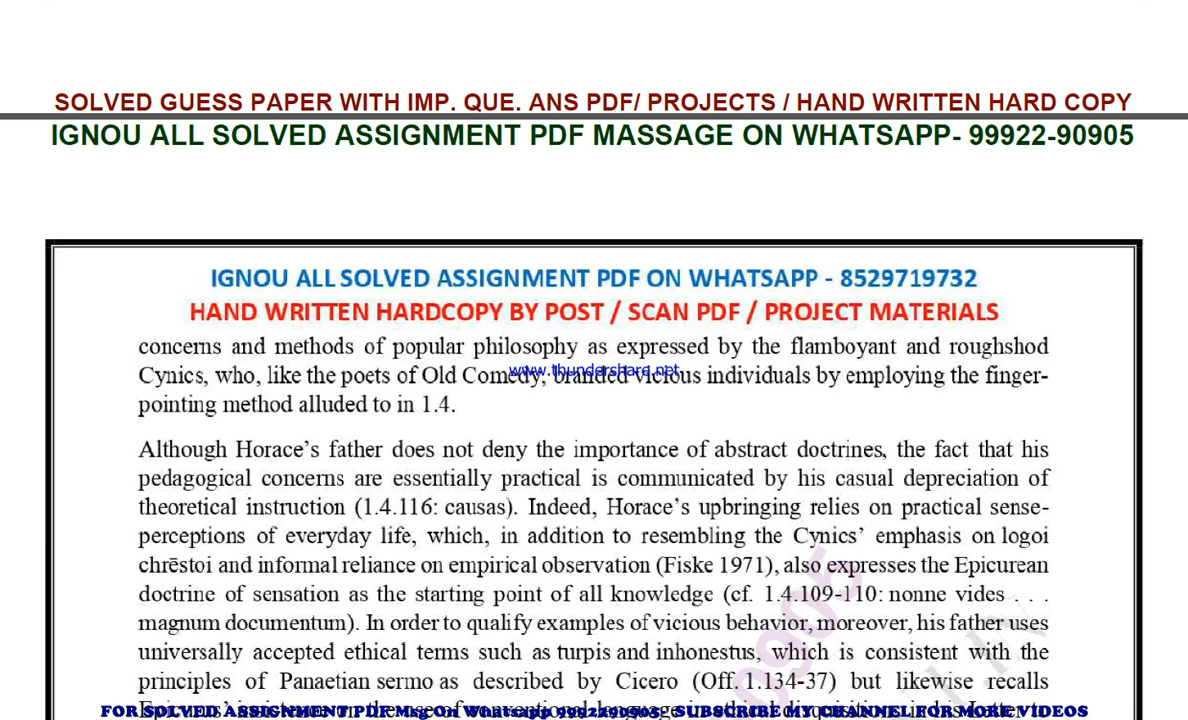 SOLVED GUESS PAPER WITH IMP. QUE. ANS PDF/ PROJECTS / HAND WRITTEN HARD COPY
IGNOU ALL SOLVED ASSIGNMENT PDF MASSAGE ON WHATSAPP- 99922-90905
IGNOU ALL SOLVED ASSIGNMENT PDF ON WHATSAPP - 8529719732
HAND WRITTEN HARDCOPY BY POST / SCAN PDF / PROJECT MATERIALS
concerns and methods of popular philosophy as expressed by the flamboyant and roughshod
www.thundershare.net
Cynics, who, like the poets of Old Comedy, branded vicious individuals by employing the finger-
pointing method alluded to in 1.4.
Although Horace's father does not deny the importance of abstract doctrines, the fact that his
pedagogical concerns are essentially practical is communicated by his casual depreciation of
theoretical instruction (1.4.116: causas). Indeed, Horace's upbringing relies on practical sense-
perceptions of everyday life, which, in addition to resembling the Cynics' emphasis on logoi
chrēstoi and informal reliance on empirical observation (Fiske 1971), also expresses the Epicurean
doctrine of sensation as the starting point of all knowledge (cf. 1.4.109-110: nonne vides . . .
magnum documentum). In order to qualify examples of vicious behavior, moreover, his father uses
universally accepted ethical terms such as turpis and inhonestus, which is consistent with the
principles of Panaetian sermo as described by Cicero (Off. 1.134-37) but likewise recalls
FOR SOLVED ASSIGNMENT PDF Msg On Whatsapp 9992290905- SUBSCRIBE MY CHANNEL FOR MORE VIDEOS
0905